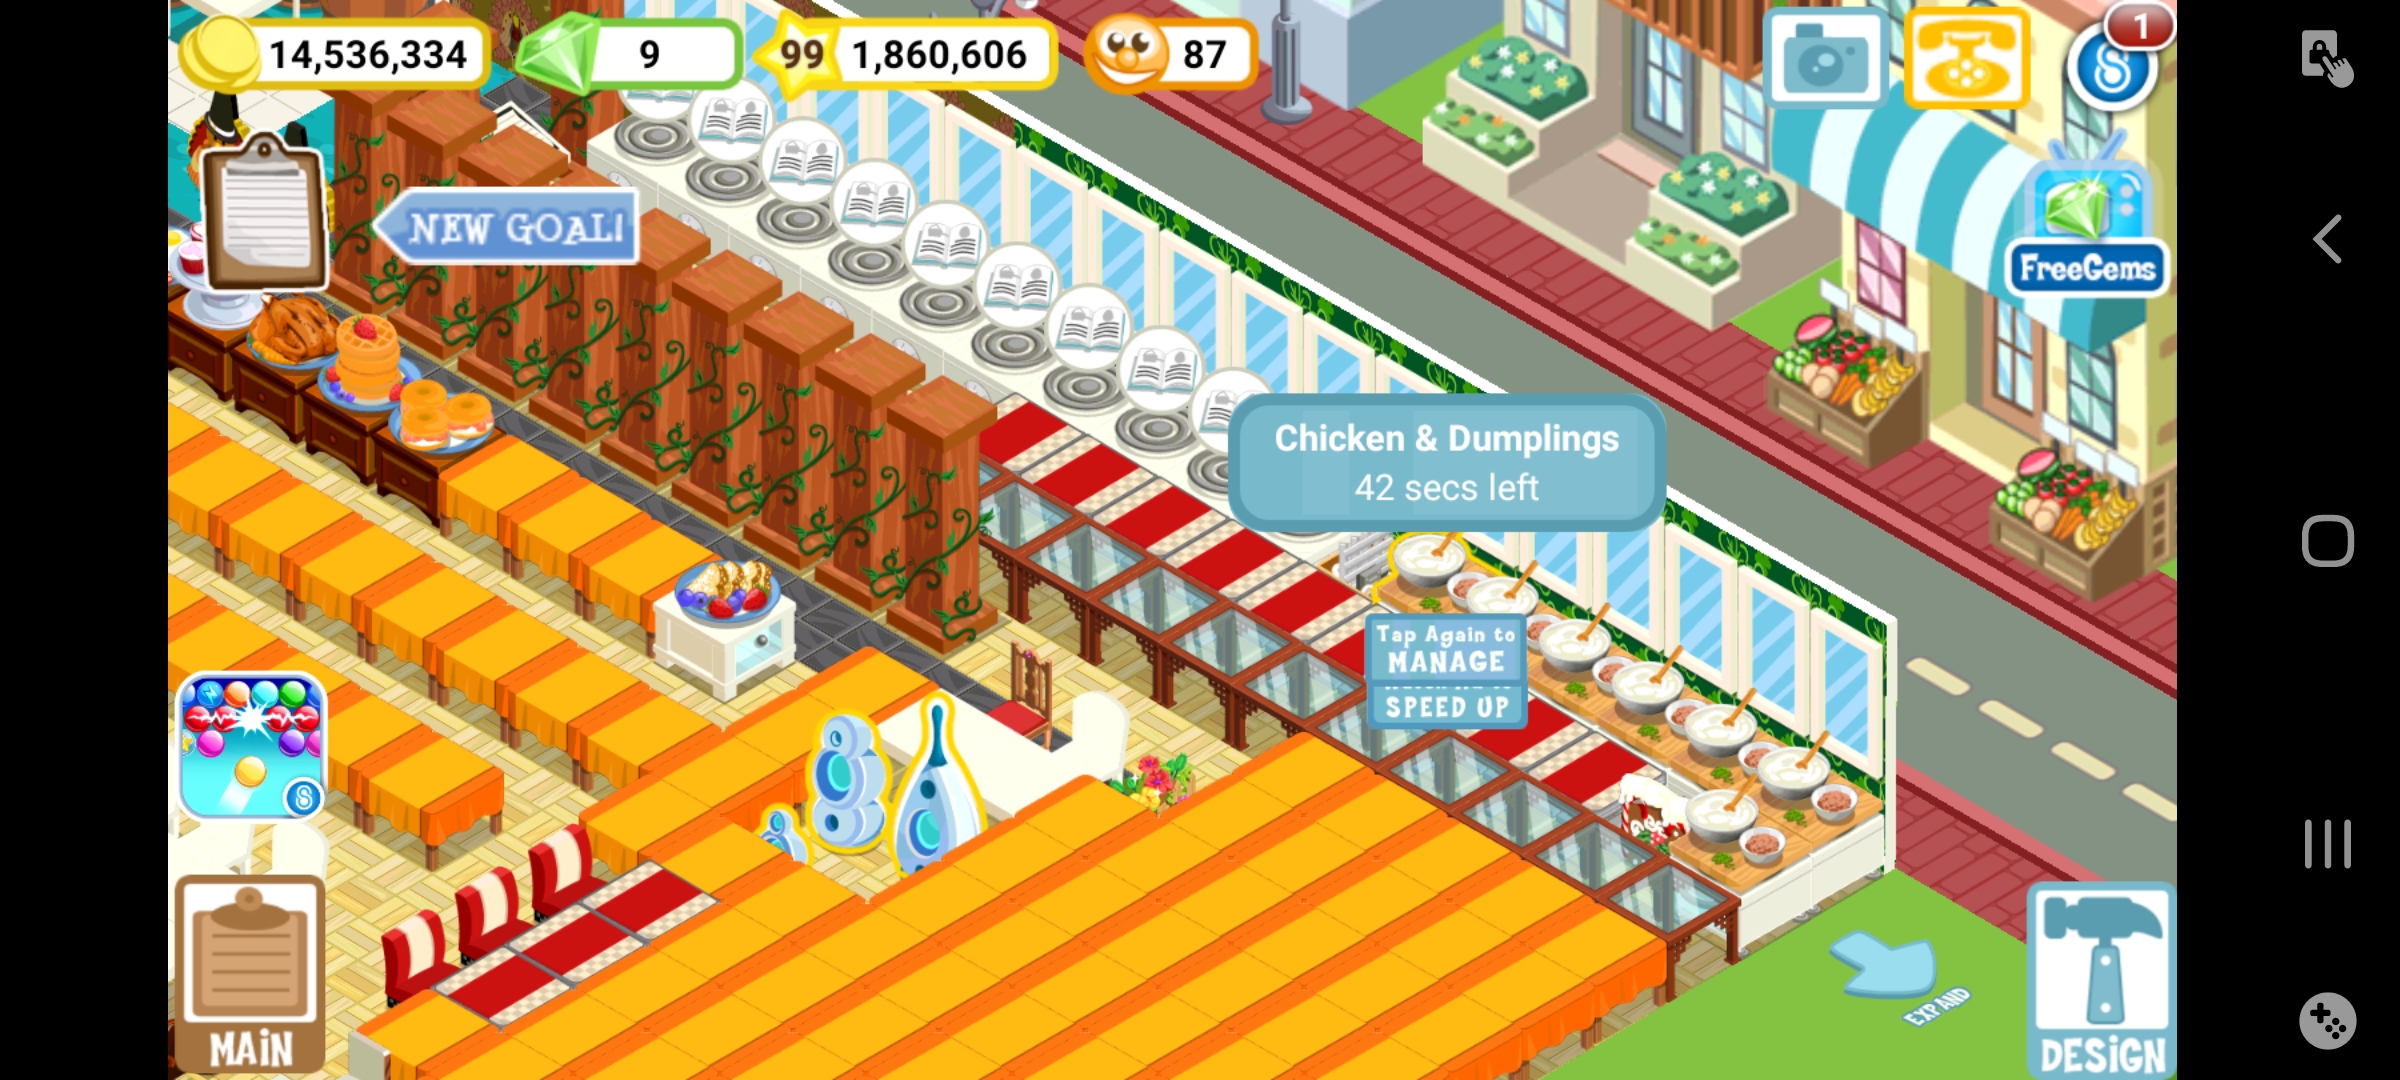 14,536,334
9
99
1,860,606
87
1
NEW GOAL!
FreeGems
Chicken & Dumplings
42 secs left
Tap Again to
MANAGE
SPEED UP
EXPAND
MAiN
DESiGN